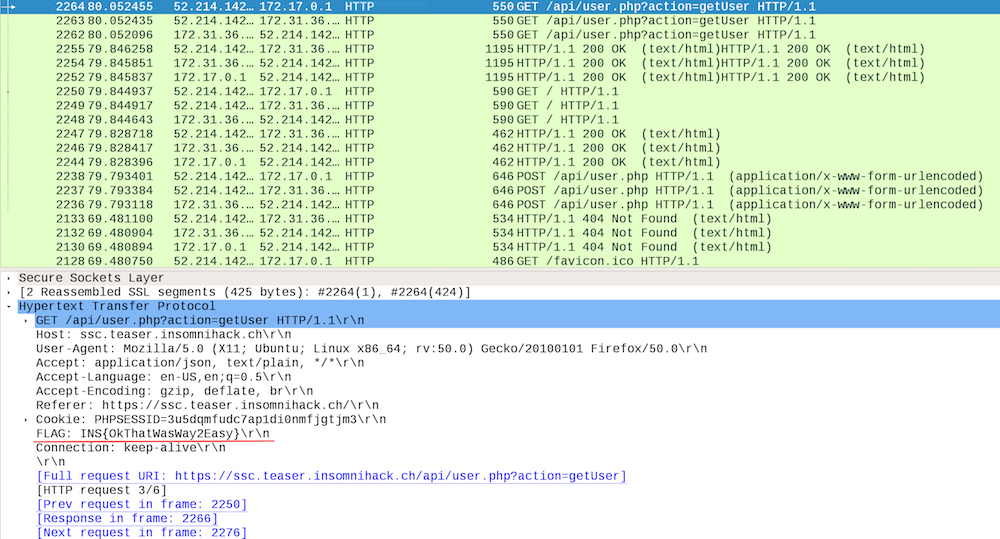 2264 80.052455 52.214.142… 172.17.0.1 HTTP 550 GET /api/user.php?action=getUser HTTP/1.1
2263 80.052435 52.214.142… 172.31.36.… HTTP 550 GET /api/user.php?action=getUser HTTP/1.1
2262 80.052096 172.31.36.… 52.214.142… HTTP 550 GET /api/user.php?action=getUser HTTP/1.1
2255 79.846258 52.214.142… 172.31.36.… HTTP 1195 HTTP/1.1 200 OK (text/html)HTTP/1.1 200 OK (text/html)
2254 79.845851 172.31.36.… 52.214.142… HTTP 1195 HTTP/1.1 200 OK (text/html)HTTP/1.1 200 OK (text/html)
2252 79.845837 172.17.0.1 52.214.142… HTTP 1195 HTTP/1.1 200 OK (text/html)HTTP/1.1 200 OK (text/html)
2250 79.844937 52.214.142… 172.17.0.1 HTTP 590 GET / HTTP/1.1
2249 79.844917 52.214.142… 172.31.36.… HTTP 590 GET / HTTP/1.1
2248 79.844643 172.31.36.… 52.214.142… HTTP 590 GET / HTTP/1.1
2247 79.828718 52.214.142… 172.31.36.… HTTP 462 HTTP/1.1 200 OK (text/html)
2246 79.828417 172.31.36.… 52.214.142… HTTP 462 HTTP/1.1 200 OK (text/html)
2244 79.828396 172.17.0.1 52.214.142… HTTP 462 HTTP/1.1 200 OK (text/html)
2238 79.793401 52.214.142… 172.17.0.1 HTTP 646 POST /api/user.php HTTP/1.1 (application/x-www-form-urlencoded)
2237 79.793384 52.214.142… 172.31.36.… HTTP 646 POST /api/user.php HTTP/1.1 (application/x-www-form-urlencoded)
2236 79.793118 172.31.36.… 52.214.142… HTTP 646 POST /api/user.php HTTP/1.1 (application/x-www-form-urlencoded)
2133 69.481100 52.214.142… 172.31.36.… HTTP 534 HTTP/1.1 404 Not Found (text/html)
2132 69.480904 172.31.36.… 52.214.142… HTTP 534 HTTP/1.1 404 Not Found (text/html)
2130 69.480894 172.17.0.1 52.214.142… HTTP 534 HTTP/1.1 404 Not Found (text/html)
2128 69.480750 52.214.142… 172.17.0.1 HTTP 486 GET /favicon.ico HTTP/1.1
Secure Sockets Layer
[2 Reassembled SSL segments (425 bytes): #2264(1), #2264(424)]
Hypertext Transfer Protocol
GET /api/user.php?action=getUser HTTP/1.1\r\n
Host: ssc.teaser.insomnihack.ch\r\n
User-Agent: Mozilla/5.0 (X11; Ubuntu; Linux x86_64; rv:50.0) Gecko/20100101 Firefox/50.0\r\n
Accept: application/json, text/plain, */*\r\n
Accept-Language: en-US,en;q=0.5\r\n
Accept-Encoding: gzip, deflate, br\r\n
Referer: https://ssc.teaser.insomnihack.ch/\r\n
Cookie: PHPSESSID=3u5dqmfudc7ap1di0nmfjgtjm3\r\n
FLAG: INS{OkThatWasWay2Easy}\r\n
Connection: keep-alive\r\n
\r\n
[Full request URI: https://ssc.teaser.insomnihack.ch/api/user.php?action=getUser]
[HTTP request 3/6]
[Prev request in frame: 2250]
[Response in frame: 2266]
[Next request in frame: 2276]